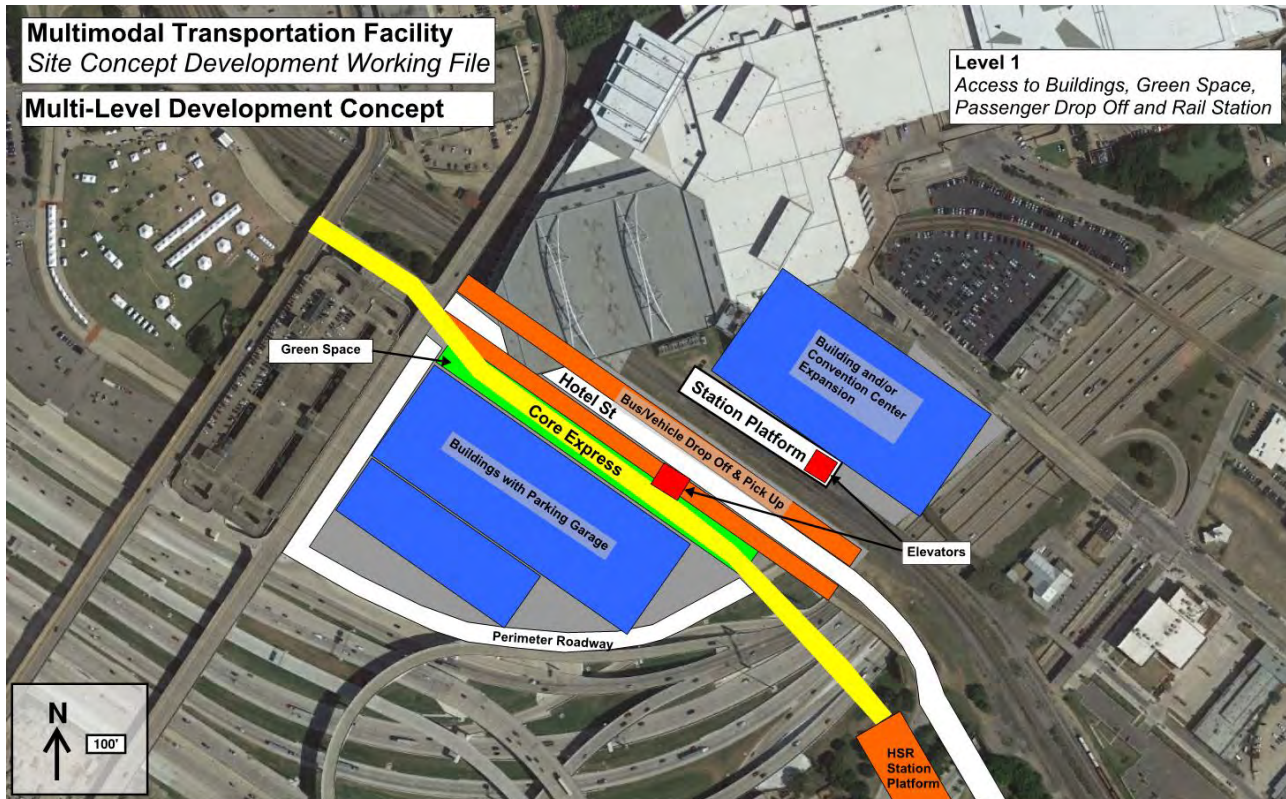 Multimodal Transportation Facility
Site Concept Development Working File
Multi-Level Development Concept
Level 1
Access to Buildings, Green Space,
Passenger Drop Off and Rail Station
Green Space
Building and/or
Convention Center
Expansion
Hotel St
Bus/Vehicle Drop Off & Pick Up
Station Platform
Core Express
Buildings with Parking Garage
Elevators
Perimeter Roadway
N
100'
HSR
Station
Platform